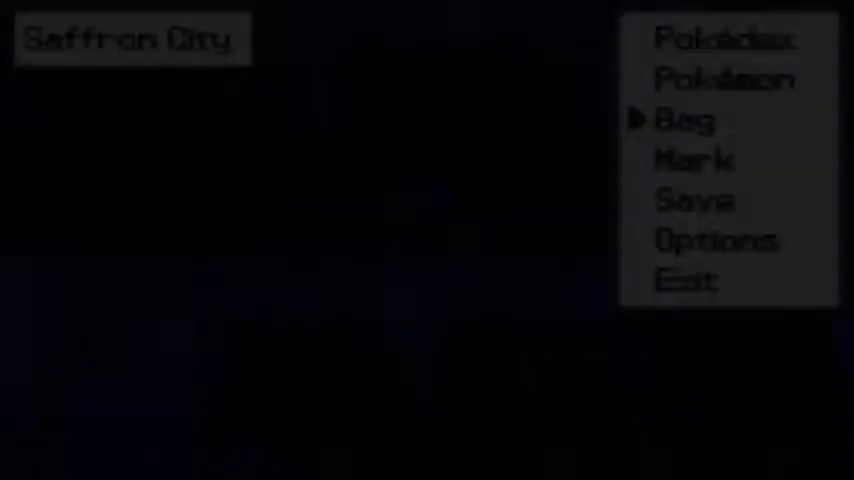 Saffron City
Pokédex
Pokémon
Bag
Mark
Save
Options
Exit